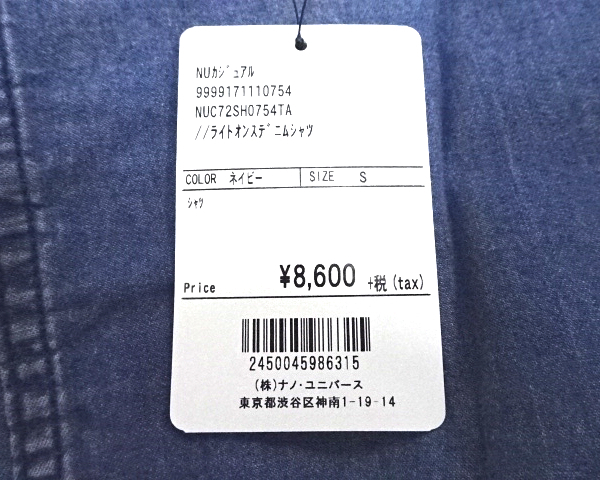 NUｶｼﾞｭｱﾙ
9999171110754
NUC72SH0754TA
//ﾗｲﾄｵﾝｽﾃﾞﾆﾑｼｬﾂ
COLOR ネイビー SIZE S
ｼｬﾂ
Price ¥8,600 +税(tax)
2450045986315
(株)ナノ・ユニバース
東京都渋谷区神南1-19-14